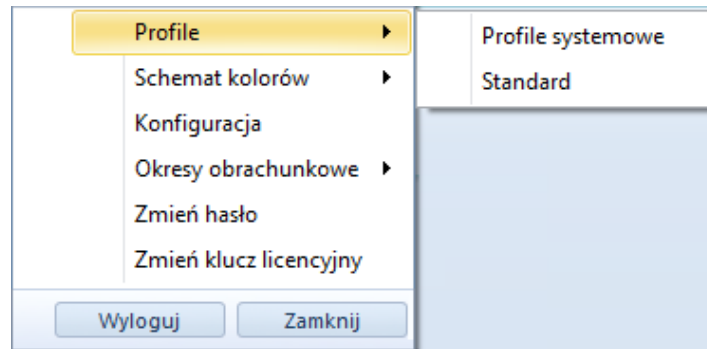 Profile
Profile systemowe
Standard
Schemat kolorów
Konfiguracja
Okresy obrachunkowe
Zmień hasło
Zmień klucz licencyjny
Wyloguj
Zamknij